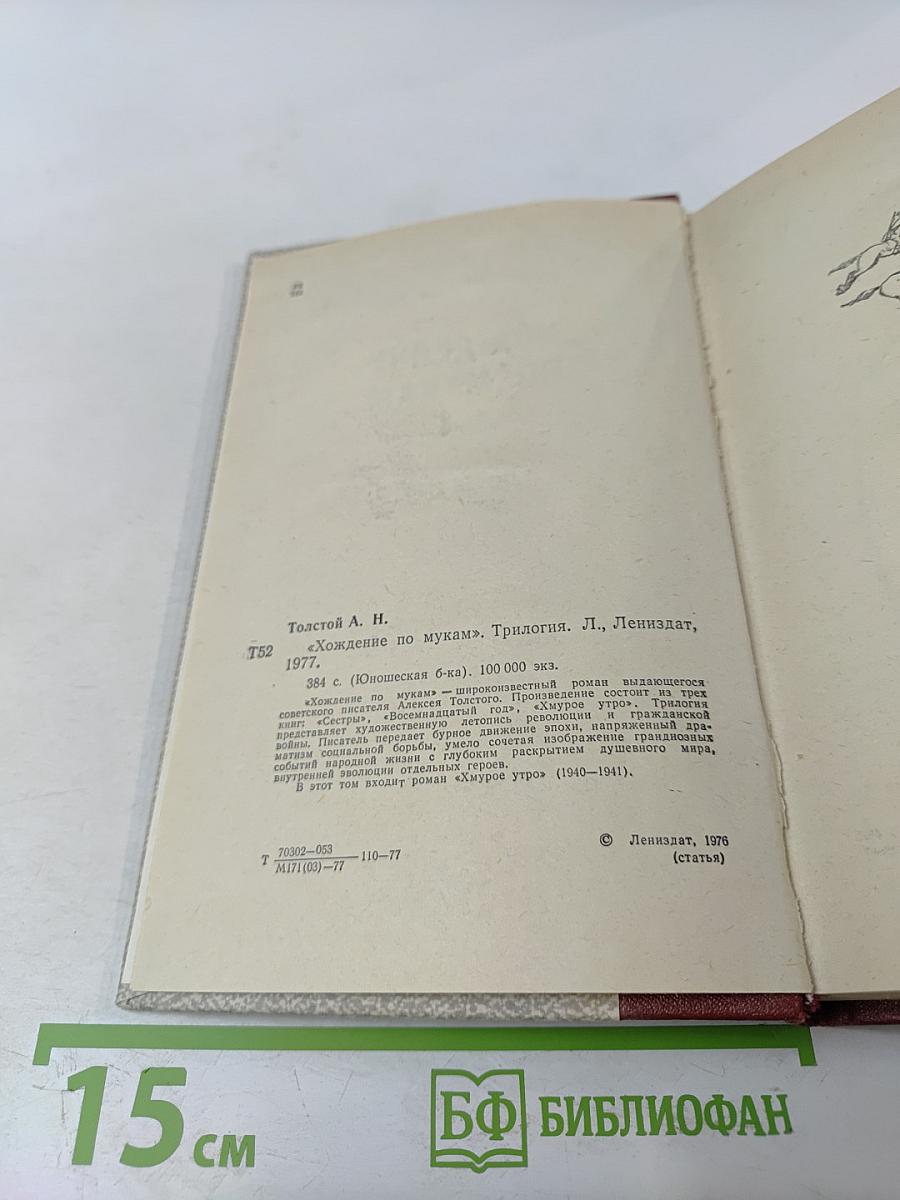 Толстой А. Н.
Т52 «Хождение по мукам». Трилогия. Л., Лениздат,
1977.
384 с. (Юношеская б-ка). 100 000 экз.
«Хождение по мукам» — широкоизвестный роман выдающегося
советского писателя Алексея Толстого. Произведение состоит из трех
книг: «Сестры», «Восемнадцатый год», «Хмурое утро». Трилогия
представляет художественную летопись революции и гражданской
войны. Писатель передает бурное движение эпохи, напряженный дра-
матизм социальной борьбы, умело сочетая изображение грандиозных
событий народной жизни с глубоким раскрытием душевного мира,
внутренней эволюции отдельных героев.
В этот том входит роман «Хмурое утро» (1940—1941).
70302—053
Т М171(03)—77 110—77
© Лениздат, 1976
(статья)
15 см
БФ БИБЛИОФАН